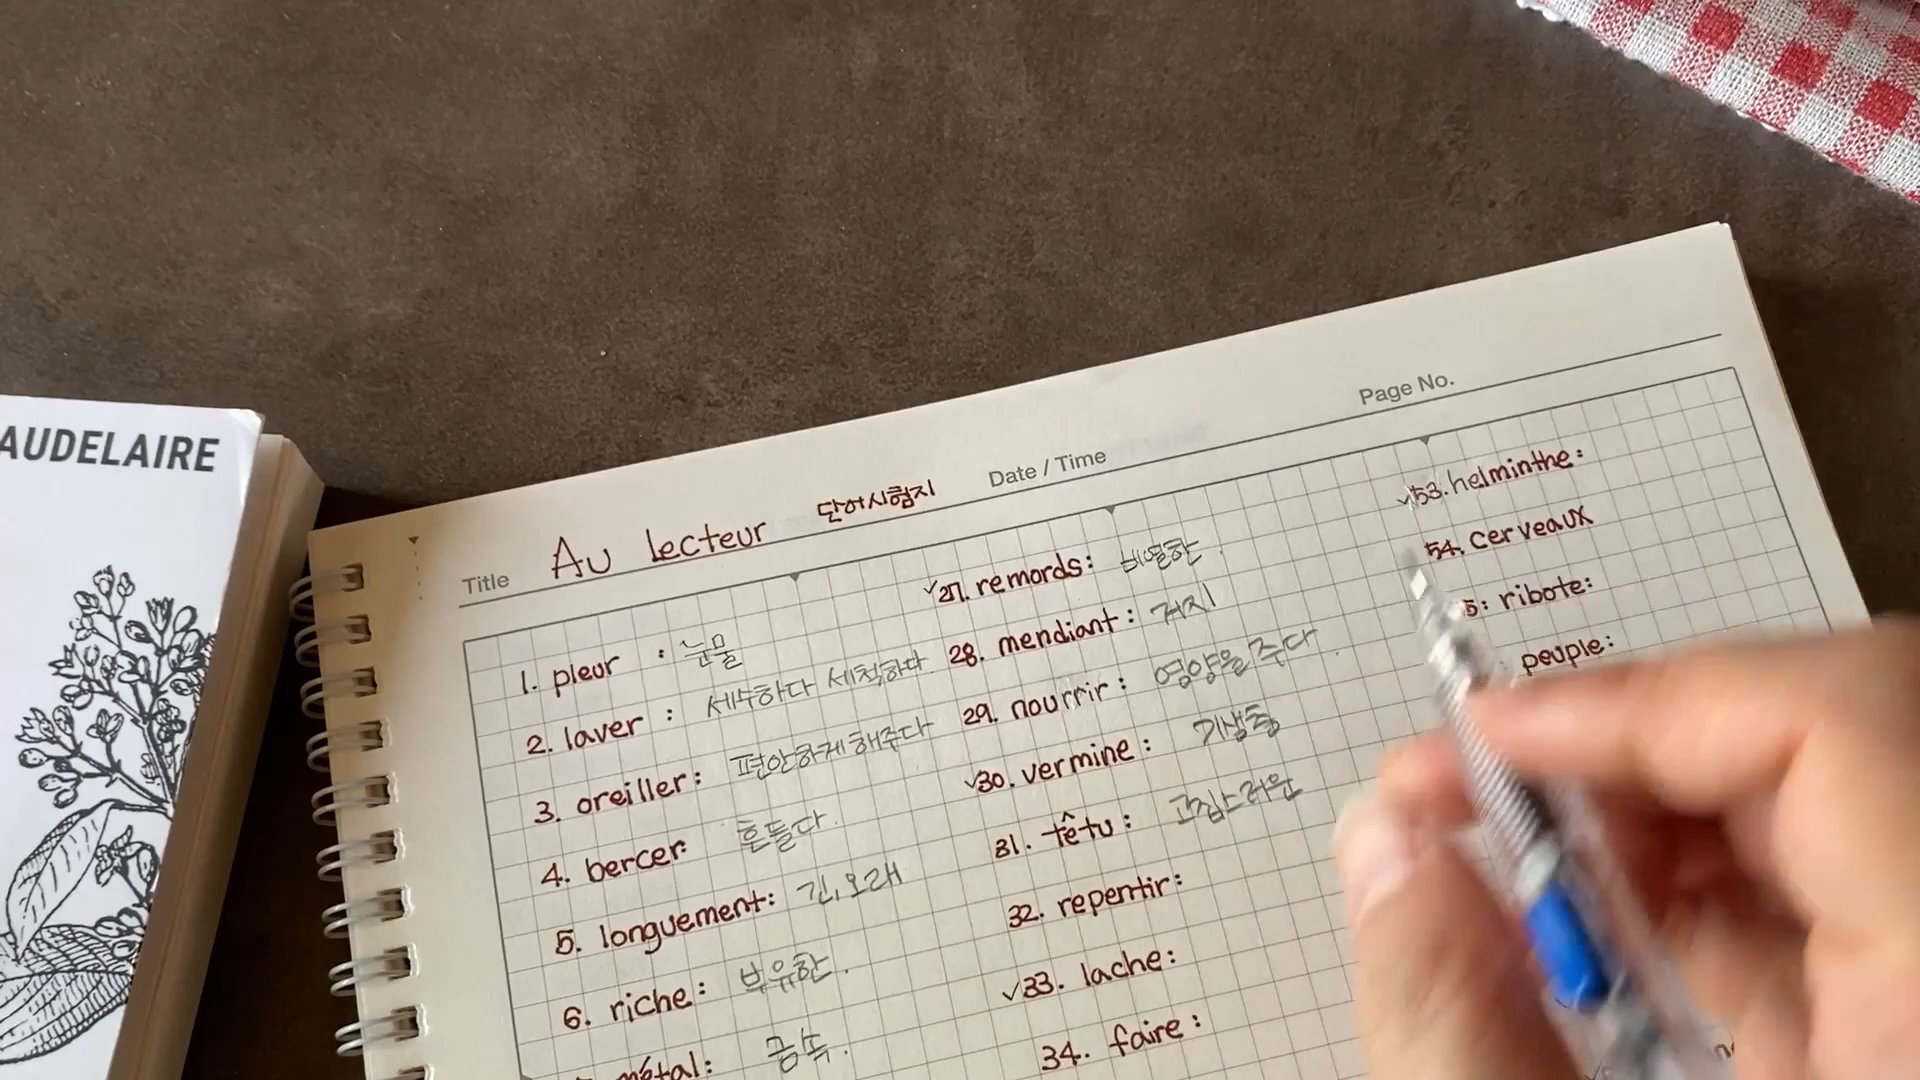 AUDELAIRE
Title Au lecteur 단어시험지 Date / Time Page No.
1. pleur : 눈물
2. laver : 세수하다 세척하다.
3. oreiller: 편안하게해주다
4. bercer: 흔들다.
5. longuement: 긴, 오래
6. riche: 부유한.
métal: 금속.
✓27. remords: 비열한.
28. mendiant: 거지
29. nourrir: 영양을 주다.
✓30. vermine: 기생충
31. têtu: 고집스러운
32. repentir:
✓33. lache:
34. faire:
✓53. helminthe:
54. cerveaux
5: ribote:
peuple: